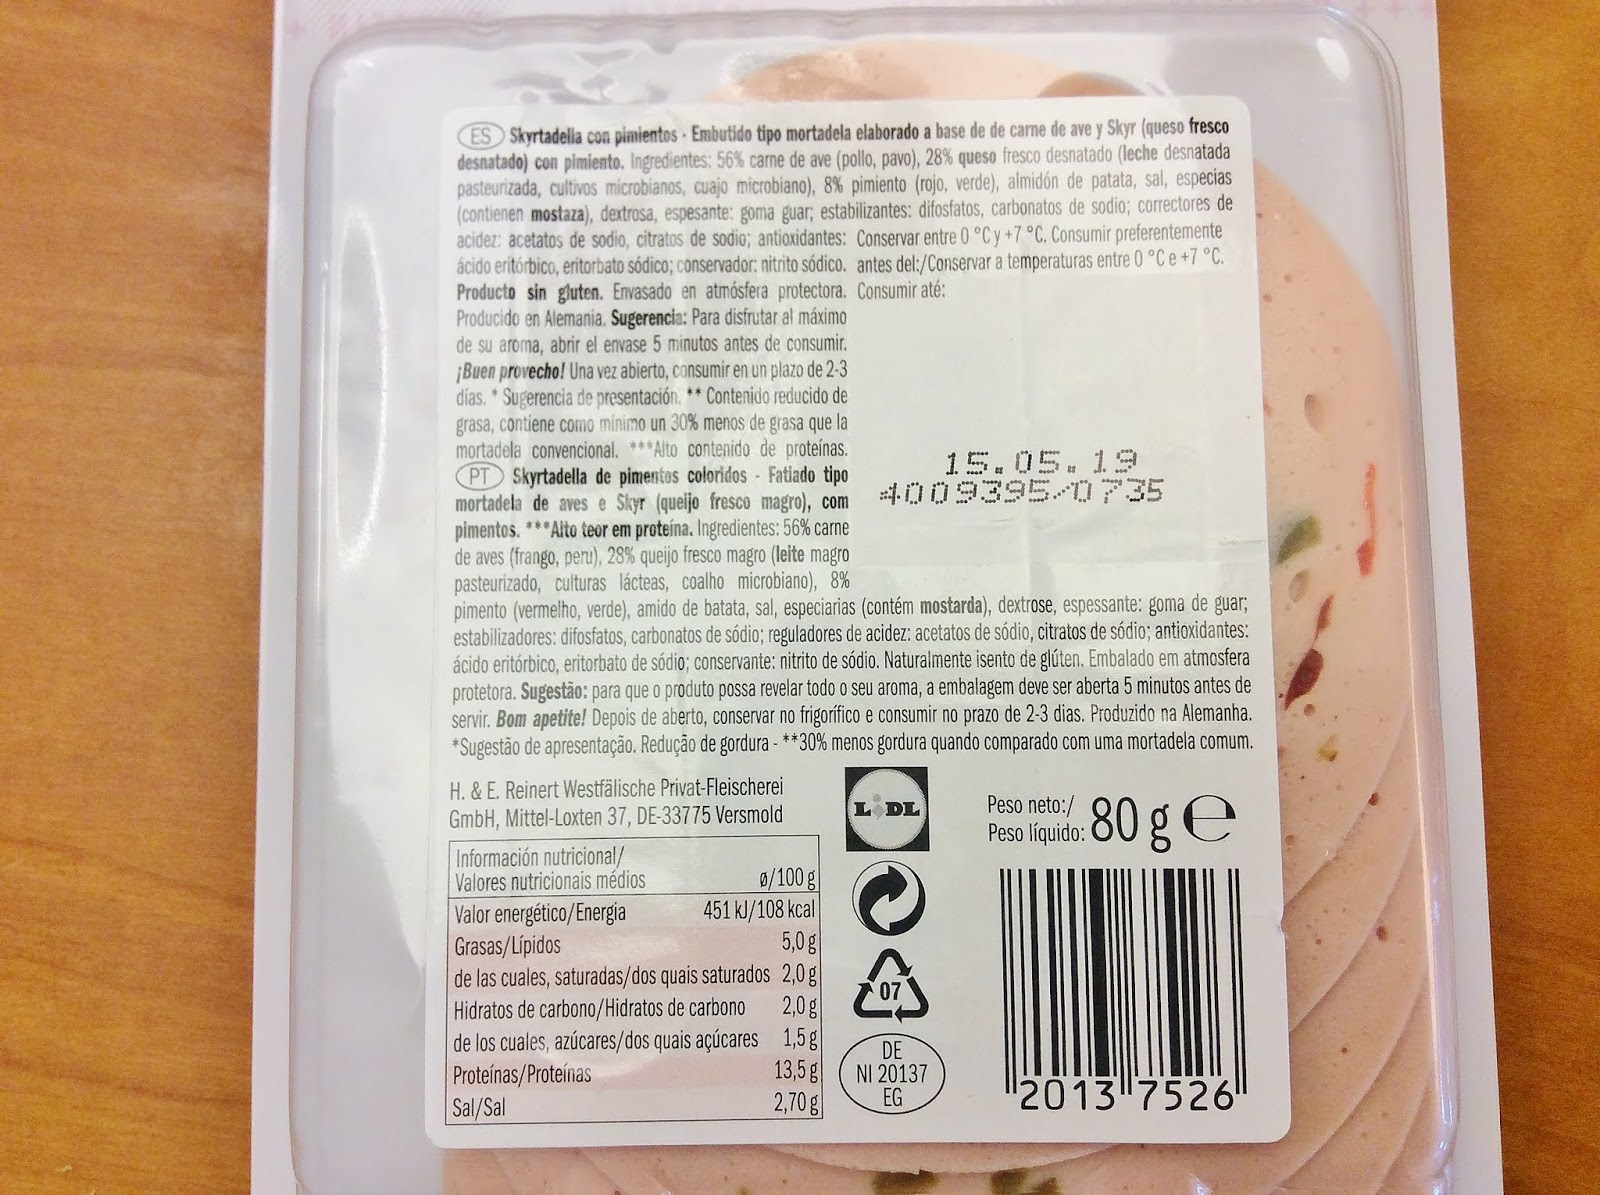 ES Skyrtadella con pimientos - Embutido tipo mortadela elaborado a base de de carne de ave y Skyr (queso fresco
desnatado) con pimiento. Ingredientes: 56% carne de ave (pollo, pavo), 28% queso fresco desnatado (leche desnatada
pasteurizada, cultivos microbianos, cuajo microbiano), 8% pimiento (rojo, verde), almidón de patata, sal, especias
(contienen mostaza), dextrosa, espesante: goma guar; estabilizantes: difosfatos, carbonatos de sodio; correctores de
acidez: acetatos de sodio, citratos de sodio; antioxidantes:
ácido eritórbico, eritorbato sódico; conservador: nitrito sódico.
Producto sin gluten. Envasado en atmósfera protectora.
Producido en Alemania. Sugerencia: Para disfrutar al máximo
de su aroma, abrir el envase 5 minutos antes de consumir.
¡Buen provecho! Una vez abierto, consumir en un plazo de 2-3
días. * Sugerencia de presentación. ** Contenido reducido de
grasa, contiene como mínimo un 30% menos de grasa que la
mortadela convencional. ***Alto contenido de proteínas.
Conservar entre 0 °C y +7 °C. Consumir preferentemente
antes del:/Conservar a temperaturas entre 0 °C e +7 °C.
Consumir até:
15.05.19
4009395/0735
PT Skyrtadella de pimentos coloridos - Fatiado tipo
mortadela de aves e Skyr (queijo fresco magro), com
pimentos. ***Alto teor em proteína. Ingredientes: 56% carne
de aves (frango, peru), 28% queijo fresco magro (leite magro
pasteurizado, culturas lácteas, coalho microbiano), 8%
pimento (vermelho, verde), amido de batata, sal, especiarias (contém mostarda), dextrose, espessante: goma de guar;
estabilizadores: difosfatos, carbonatos de sódio; reguladores de acidez: acetatos de sódio, citratos de sódio; antioxidantes:
ácido eritórbico, eritorbato de sódio; conservante: nitrito de sódio. Naturalmente isento de glúten. Embalado em atmosfera
protetora. Sugestão: para que o produto possa revelar todo o seu aroma, a embalagem deve ser aberta 5 minutos antes de
servir. Bom apetite! Depois de aberto, conservar no frigorífico e consumir no prazo de 2-3 dias. Produzido na Alemanha.
*Sugestão de apresentação. Redução de gordura - **30% menos gordura quando comparado com uma mortadela comum.
H. & E. Reinert Westfälische Privat-Fleischerei
GmbH, Mittel-Loxten 37, DE-33775 Versmold
Información nutricional/
Valores nutricionais médios ø/100 g
Valor energético/Energia 451 kJ/108 kcal
Grasas/Lípidos 5,0 g
de las cuales, saturadas/dos quais saturados 2,0 g
Hidratos de carbono/Hidratos de carbono 2,0 g
de los cuales, azúcares/dos quais açúcares 1,5 g
Proteínas/Proteínas 13,5 g
Sal/Sal 2,70 g
LIDL
07
DE
NI 20137
EG
Peso neto:/
Peso líquido: 80 g e
2013 7526